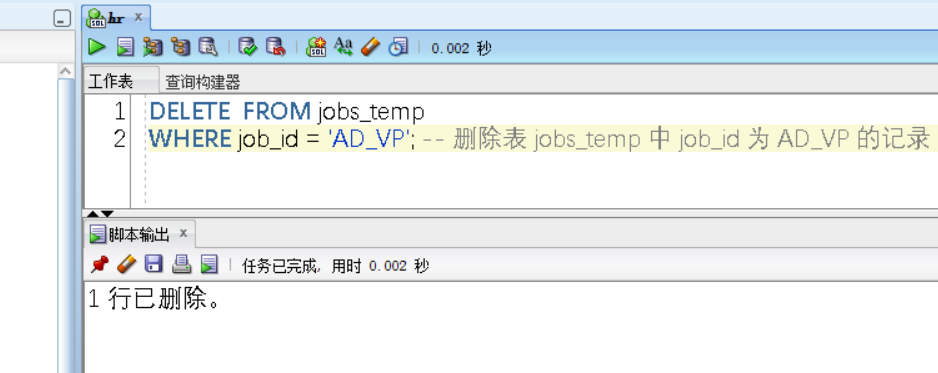 hr
0.002 秒
工作表 查询构建器
1 DELETE FROM jobs_temp
2 WHERE job_id = 'AD_VP'; -- 删除表 jobs_temp 中 job_id 为 AD_VP 的记录
脚本输出
任务已完成, 用时 0.002 秒
1 行已删除。